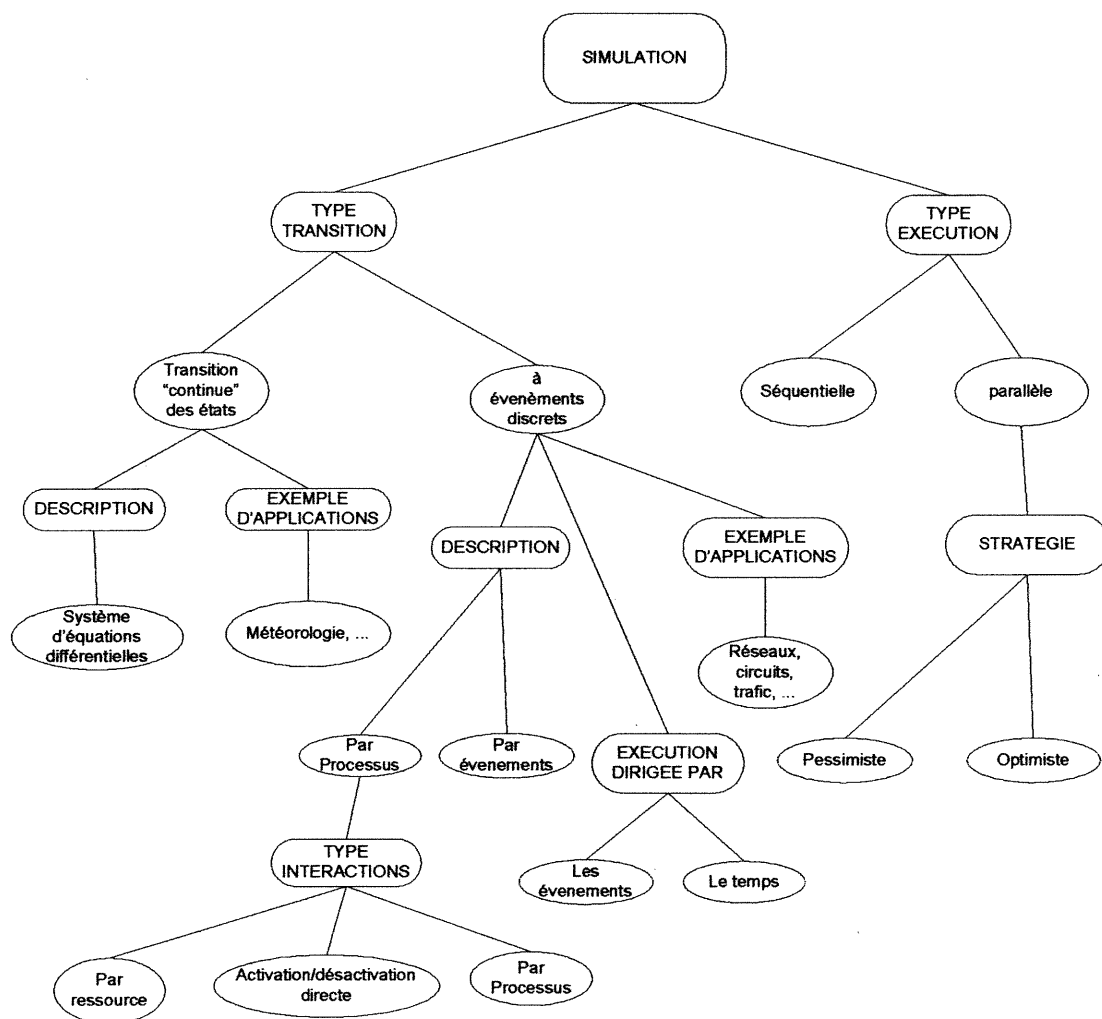 SIMULATION
TYPE
TRANSITION
TYPE
EXECUTION
Transition
"continue"
des états
à
évenèments
discrets
Séquentielle
parallèle
DESCRIPTION
EXEMPLE
D'APPLICATIONS
DESCRIPTION
EXEMPLE
D'APPLICATIONS
STRATEGIE
Système
d'équations
différentielles
Météorologie, ...
Réseaux,
circuits,
trafic, ...
Par
Processus
Par
évenements
EXECUTION
DIRIGEE PAR
Pessimiste
Optimiste
TYPE
INTERACTIONS
Les
évenements
Le temps
Par
ressource
Activation/désactivation
directe
Par
Processus